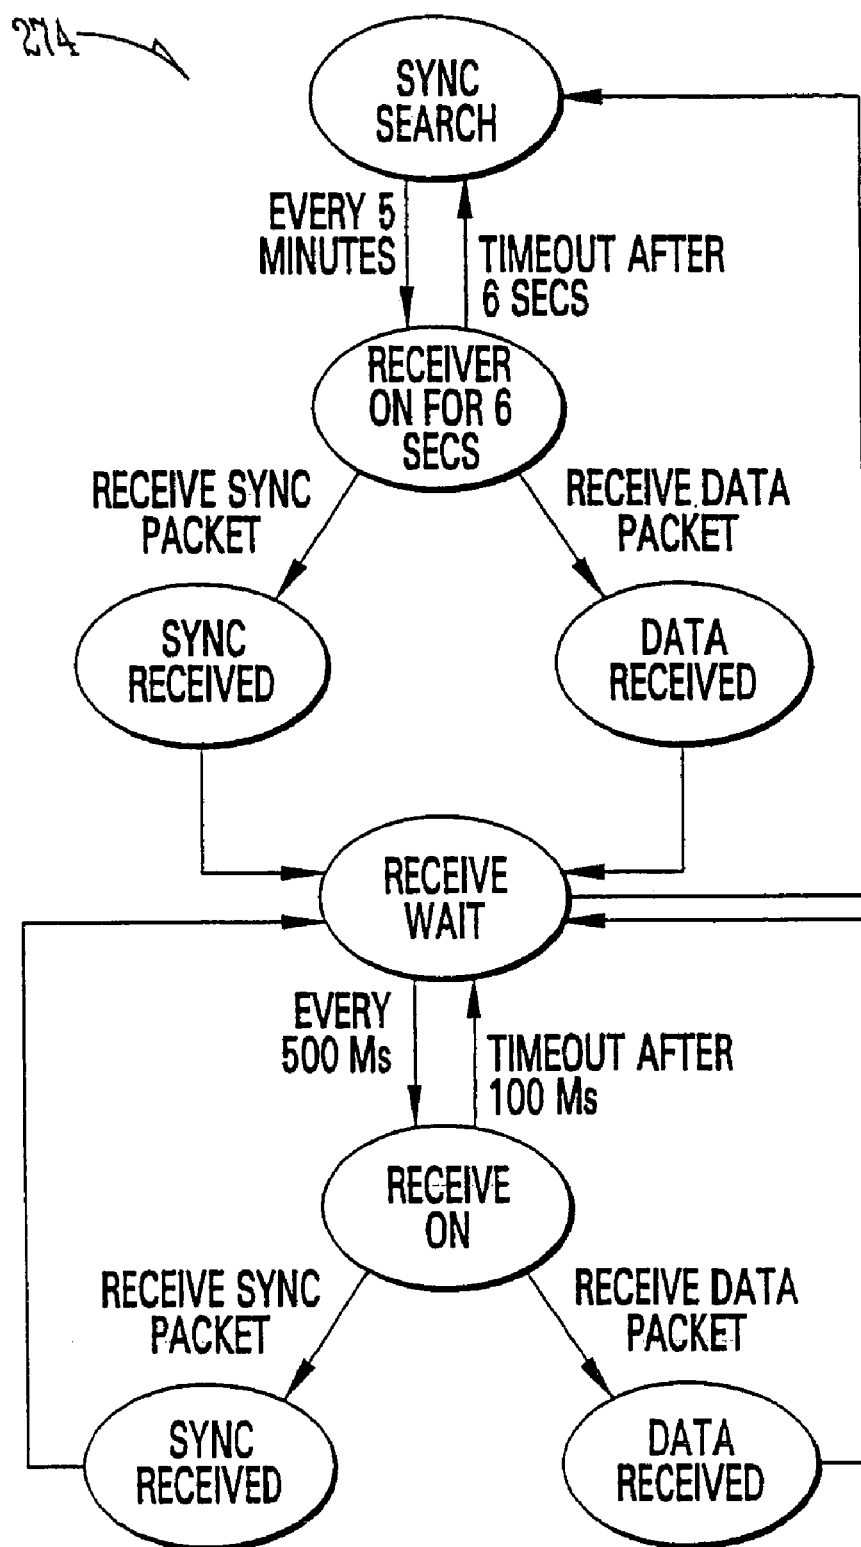 274
SYNC
SEARCH
EVERY 5
MINUTES
TIMEOUT AFTER
6 SECS
RECEIVER
ON FOR 6
SECS
RECEIVE SYNC
PACKET
RECEIVE DATA
PACKET
SYNC
RECEIVED
DATA
RECEIVED
RECEIVE
WAIT
EVERY
500 Ms
TIMEOUT AFTER
100 Ms
RECEIVE
ON
RECEIVE SYNC
PACKET
RECEIVE DATA
PACKET
SYNC
RECEIVED
DATA
RECEIVED